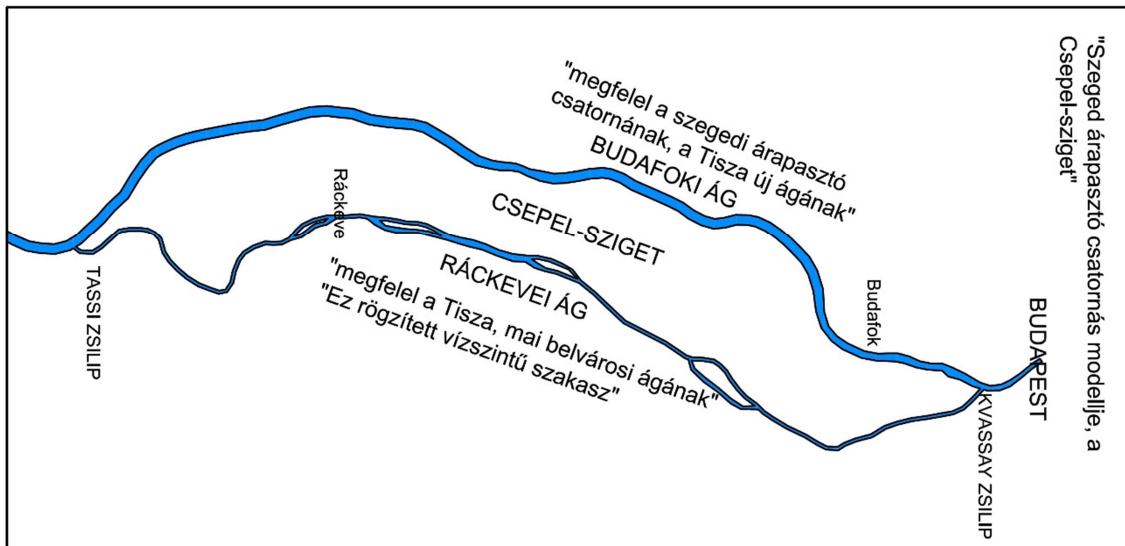 "Szeged árapasztó csatornás modellje, a
Csepel-sziget"
BUDAPEST
KVASSAY ZSILIP
Budafok
"megfelel a szegedi árapasztó
csatornának, a Tisza új ágának"
BUDAFOKI ÁG
CSEPEL-SZIGET
RÁCKEVEI ÁG
"megfelel a Tisza, mai belvárosi ágának"
"Ez rögzített vízszintű szakasz"
Ráckeve
TASSI ZSILIP